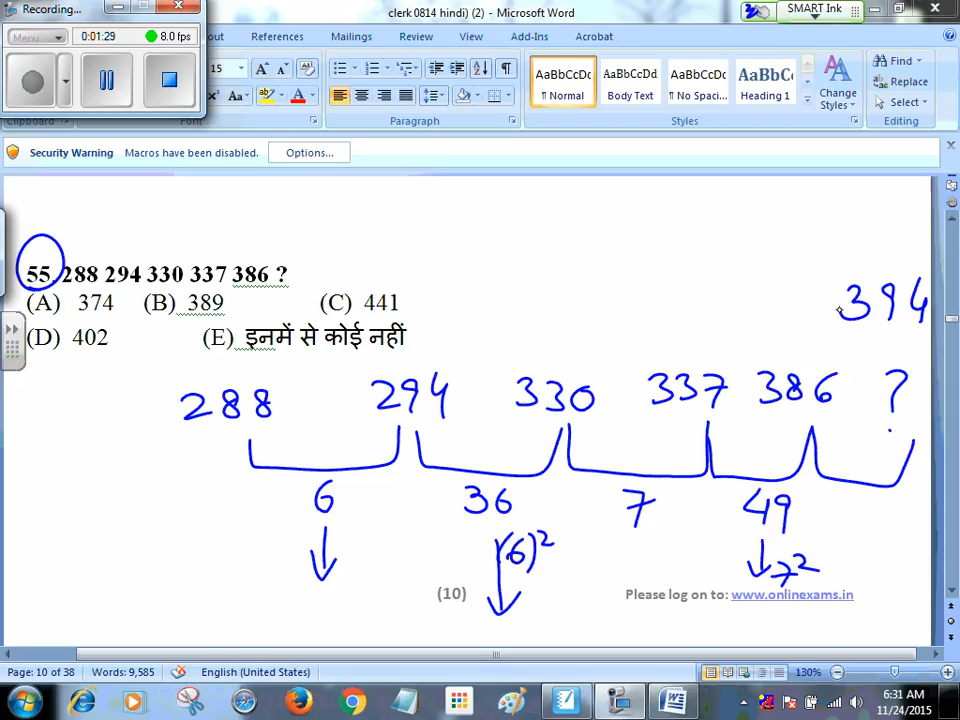 Recording...
clerk 0814 hindi) (2) - Microsoft Word
SMART Ink
Menu
0:01:29
8.0 fps
out References Mailings Review View Add-Ins Acrobat
15
Aa
AaBbCcDc AaBbCcDd AaBbCcDc AaBbC
¶ Normal Body Text ¶ No Spaci... Heading 1
Change Styles
Find
Replace
Select
Paragraph Styles Editing
Security Warning Macros have been disabled. Options...
55. 288 294 330 337 386 ?
(A) 374 (B) 389 (C) 441
(D) 402 (E) इनमें से कोई नहीं
394
288 294 330 337 386 ?
6 36 7 49
(6)²
7²
(10) Please log on to: www.onlinexams.in
Page: 10 of 38 Words: 9,585 English (United States) 130%
6:31 AM
11/24/2015